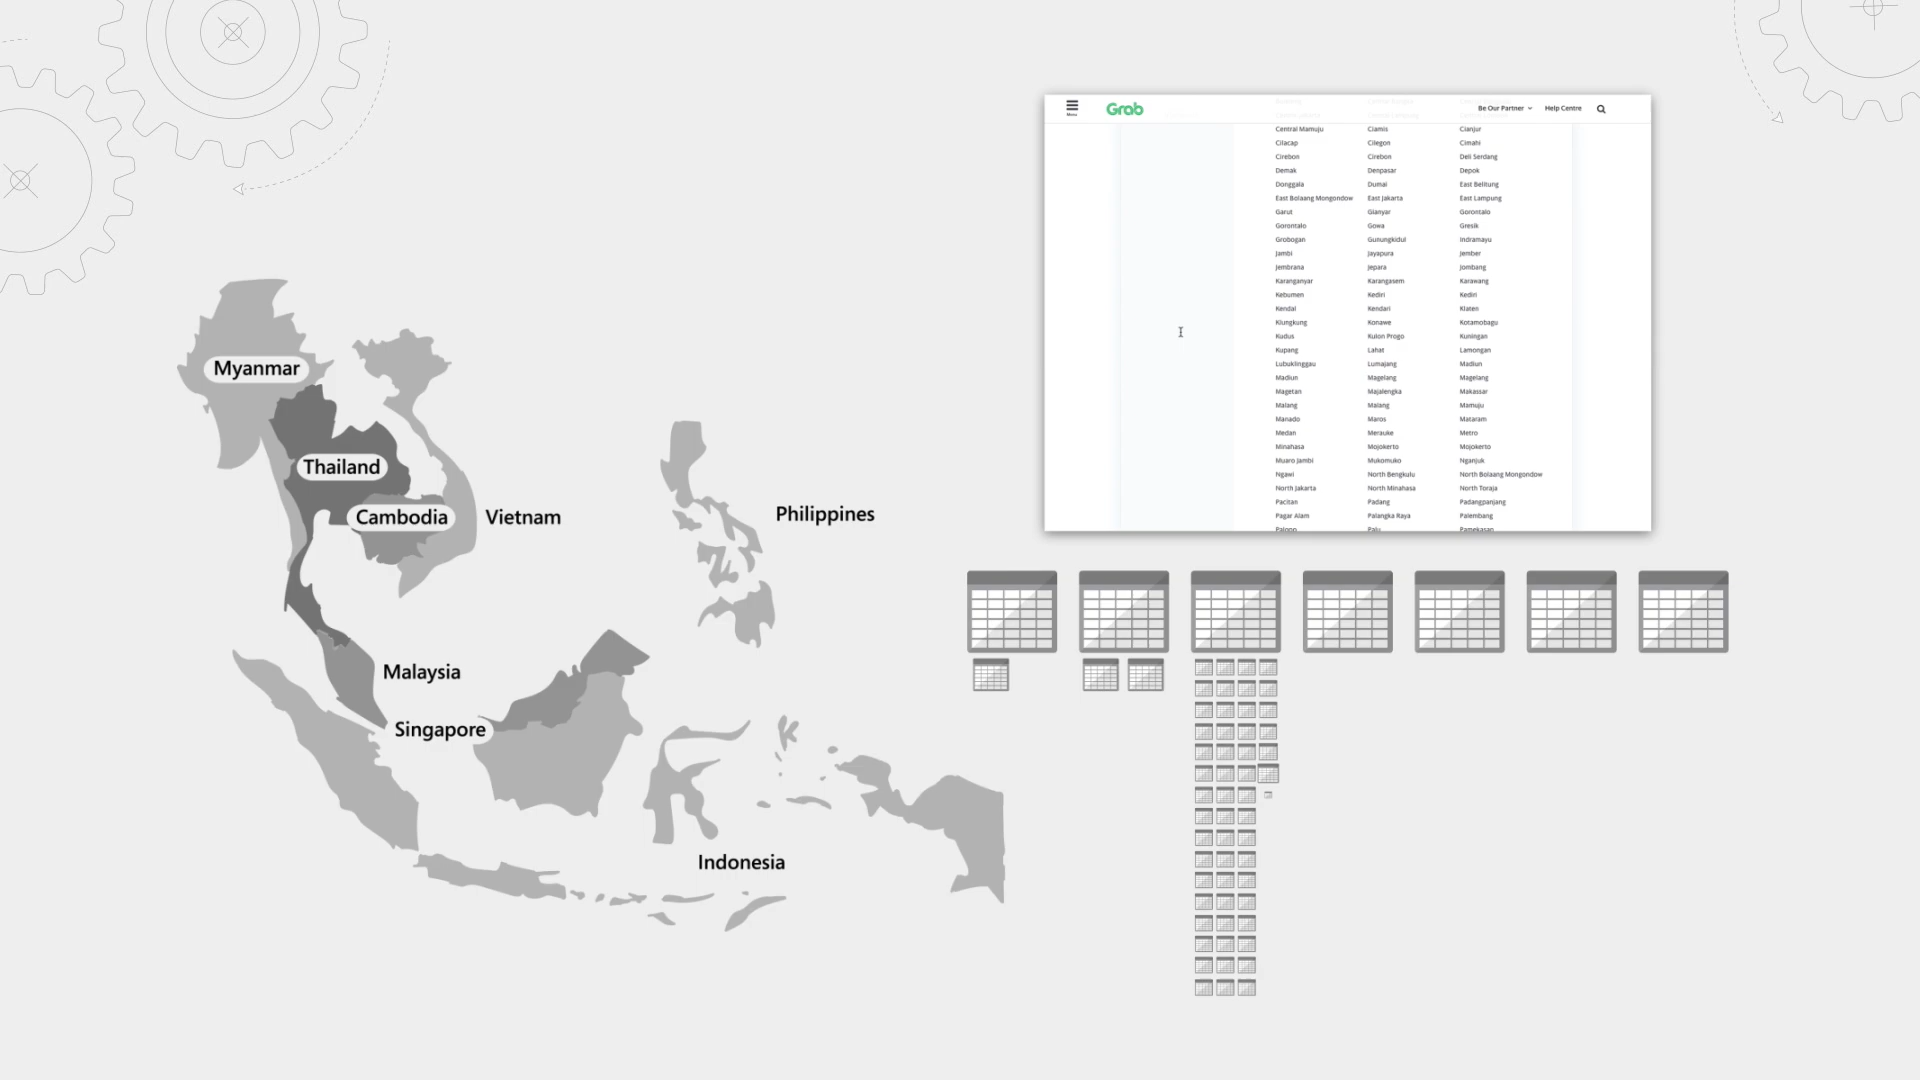 Menu
Grab
Be Our Partner
Help Centre
Central Mamuju Ciamis Cianjur
Cilacap Cilegon Cimahi
Cirebon Cirebon Deli Serdang
Demak Denpasar Depok
Donggala Dumai East Belitung
East Bolaang Mongondow East Jakarta East Lampung
Garut Gianyar Gorontalo
Gorontalo Gowa Gresik
Grobogan Gunungkidul Indramayu
Jambi Jayapura Jember
Jembrana Jepara Jombang
Karanganyar Karangasem Karawang
Kebumen Kediri Kediri
Kendal Kendari Klaten
Klungkung Konawe Kotamobagu
Kudus Kulon Progo Kuningan
Kupang Lahat Lamongan
Lubuklinggau Lumajang Madiun
Madiun Magelang Magelang
Magetan Majalengka Makassar
Malang Malang Mamuju
Manado Maros Mataram
Medan Merauke Metro
Minahasa Mojokerto Mojokerto
Muaro Jambi Mukomuko Nganjuk
Ngawi North Bengkulu North Bolaang Mongondow
North Jakarta North Minahasa North Toraja
Pacitan Padang Padangpanjang
Pagar Alam Palangka Raya Palembang
Palopo Palu Pamekasan
Myanmar
Thailand
Cambodia
Vietnam
Philippines
Malaysia
Singapore
Indonesia